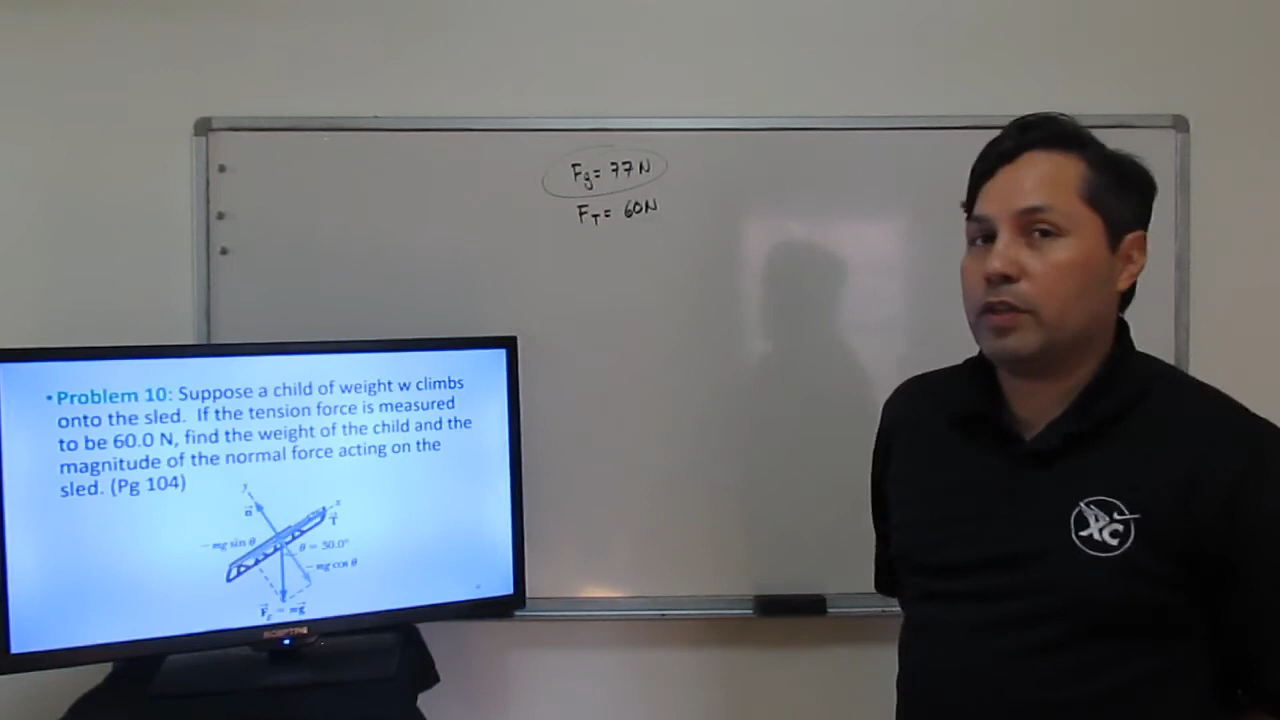 Fg = 77 N
FT = 60 N
• Problem 10: Suppose a child of weight w climbs
onto the sled. If the tension force is measured
to be 60.0 N, find the weight of the child and the
magnitude of the normal force acting on the
sled. (Pg 104)
y
x
n
T
−mg sin θ
θ = 30.0°
−mg cos θ
Fg = mg
XC